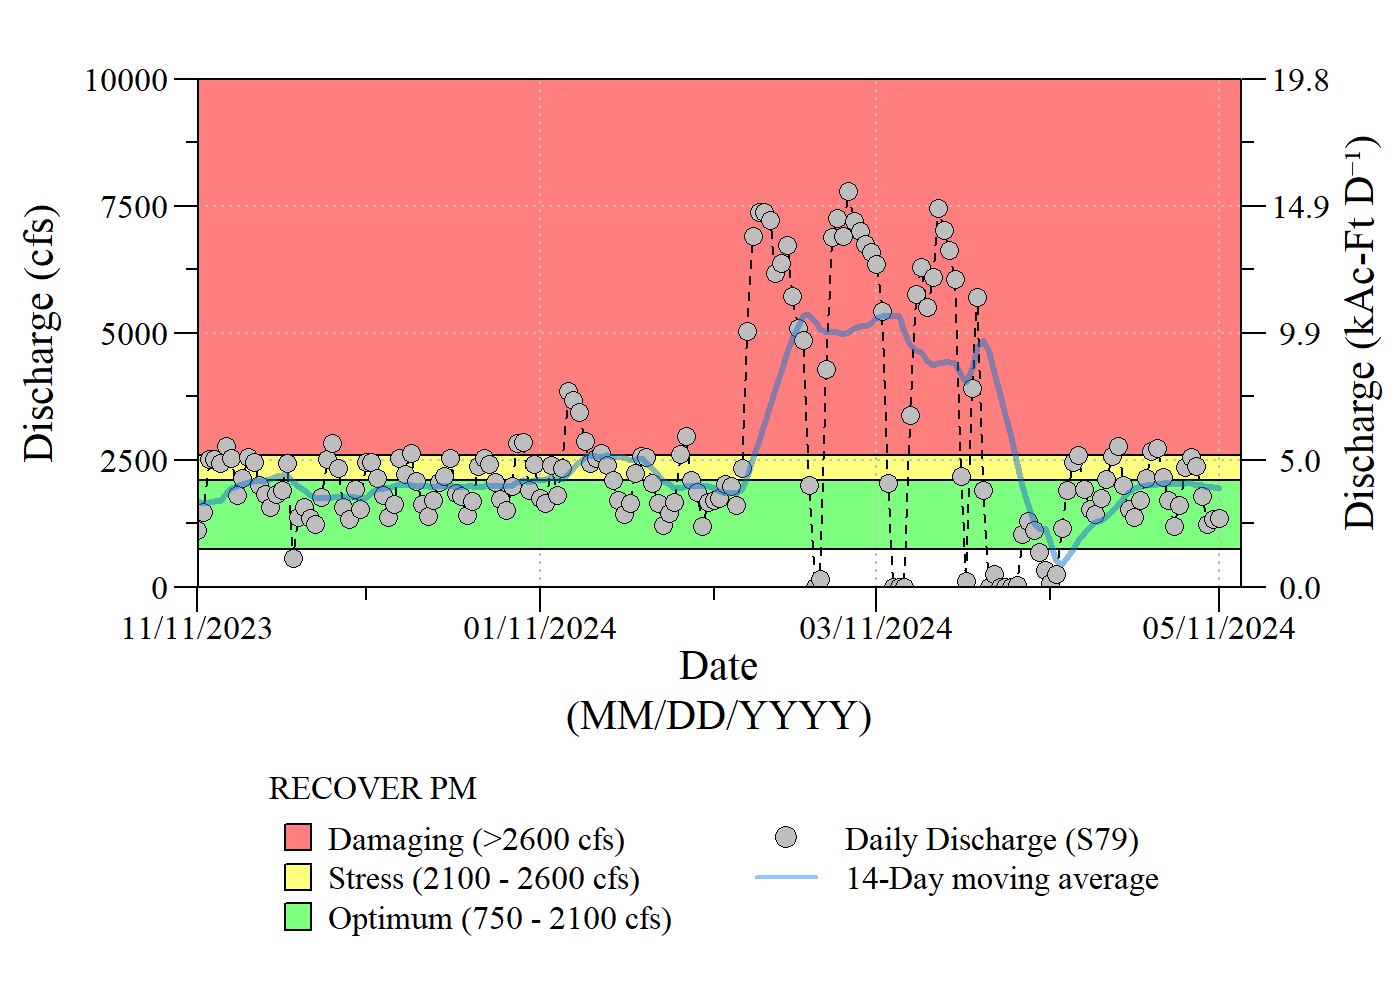 10000
7500
5000
2500
0
Discharge (cfs)
19.8
14.9
9.9
5.0
0.0
Discharge (kAc-Ft D⁻¹)
11/11/2023
01/11/2024
03/11/2024
05/11/2024
Date
(MM/DD/YYYY)
RECOVER PM
Damaging (>2600 cfs)
Stress (2100 - 2600 cfs)
Optimum (750 - 2100 cfs)
Daily Discharge (S79)
14-Day moving average